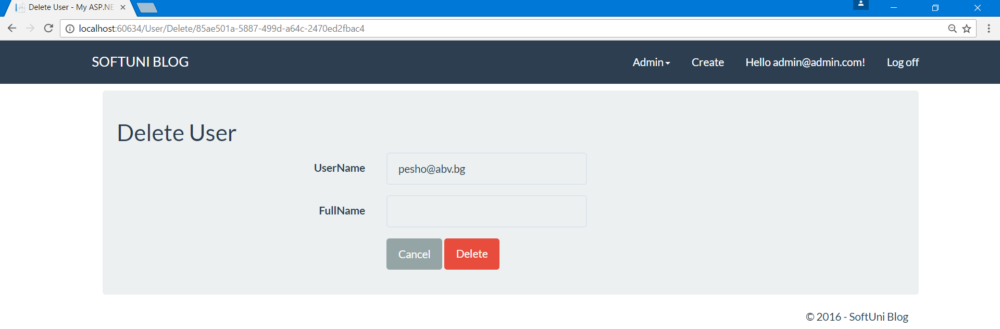 Delete User - My ASP.NE
localhost:60634/User/Delete/85ae501a-5887-499d-a64c-2470ed2fbac4
SOFTUNI BLOG Admin Create Hello admin@admin.com! Log off
Delete User
UserName pesho@abv.bg
FullName
Cancel Delete
© 2016 - SoftUni Blog